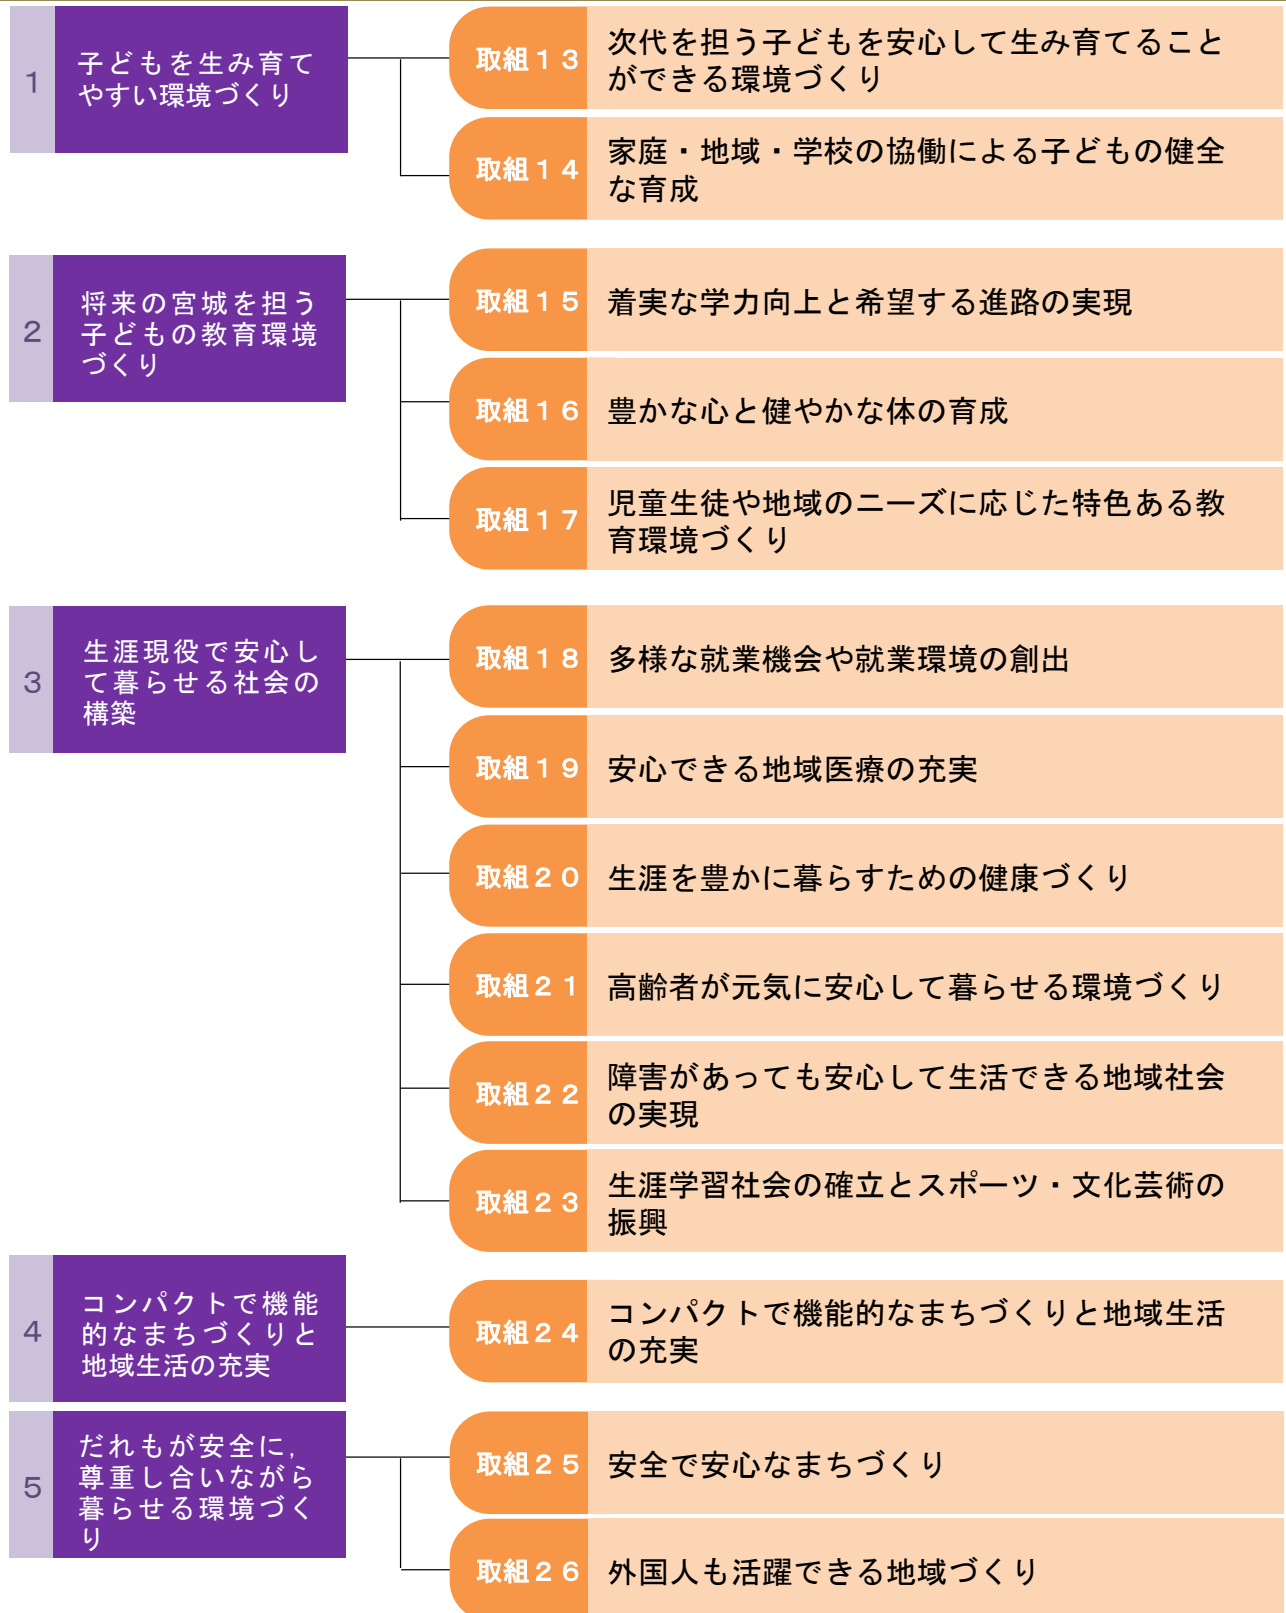 1
子どもを生み育て
やすい環境づくり
取組13
次代を担う子どもを安心して生み育てること
ができる環境づくり
取組14
家庭・地域・学校の協働による子どもの健全
な育成
2
将来の宮城を担う
子どもの教育環境
づくり
取組15
着実な学力向上と希望する進路の実現
取組16
豊かな心と健やかな体の育成
取組17
児童生徒や地域のニーズに応じた特色ある教
育環境づくり
3
生涯現役で安心し
て暮らせる社会の
構築
取組18
多様な就業機会や就業環境の創出
取組19
安心できる地域医療の充実
取組20
生涯を豊かに暮らすための健康づくり
取組21
高齢者が元気に安心して暮らせる環境づくり
取組22
障害があっても安心して生活できる地域社会
の実現
取組23
生涯学習社会の確立とスポーツ・文化芸術の
振興
4
コンパクトで機能
的なまちづくりと
地域生活の充実
取組24
コンパクトで機能的なまちづくりと地域生活
の充実
5
だれもが安全に,
尊重し合いながら
暮らせる環境づく
り
取組25
安全で安心なまちづくり
取組26
外国人も活躍できる地域づくり